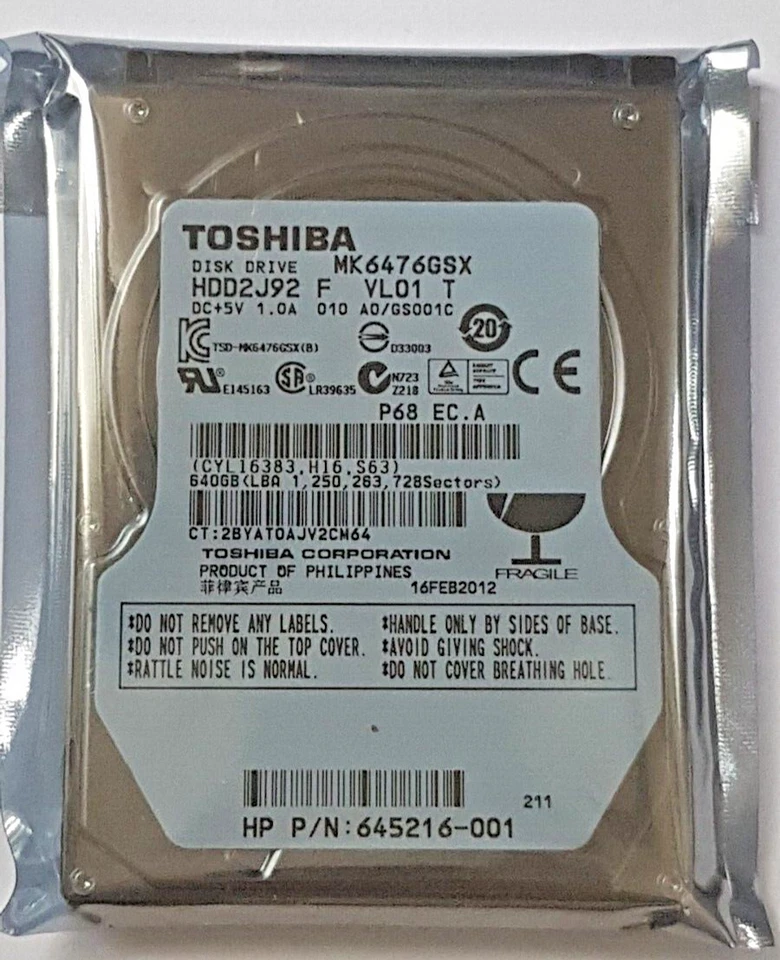 TOSHIBA
DISK DRIVE MK6476GSX
HDD2J92 F VL01 T
DC+5V 1.0A 010 A0/GS001C
TSD-MK6476GSX(B) D33003 20
E145163 SA® LR39635 N723 Z218 CE
P68 EC.A
(CYL16383,H16,S63)
640GB(LBA 1,250,263,728Sectors)
CT:2BYAT0AJV2CM64
TOSHIBA CORPORATION
PRODUCT OF PHILIPPINES FRAGILE
菲律宾产品 16FEB2012
*DO NOT REMOVE ANY LABELS. *HANDLE ONLY BY SIDES OF BASE.
*DO NOT PUSH ON THE TOP COVER. *AVOID GIVING SHOCK.
*RATTLE NOISE IS NORMAL. *DO NOT COVER BREATHING HOLE.
211
HP P/N:645216-001